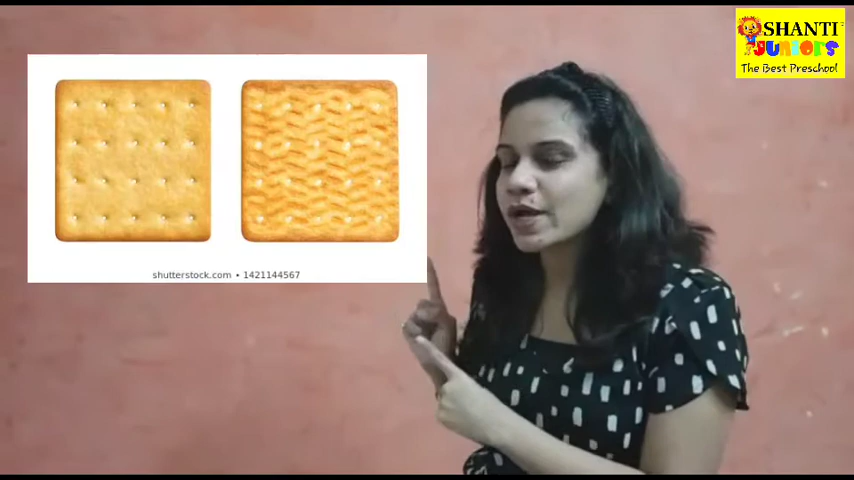 SHANTI
JUNIORS
The Best Preschool
shutterstock.com • 1421144567